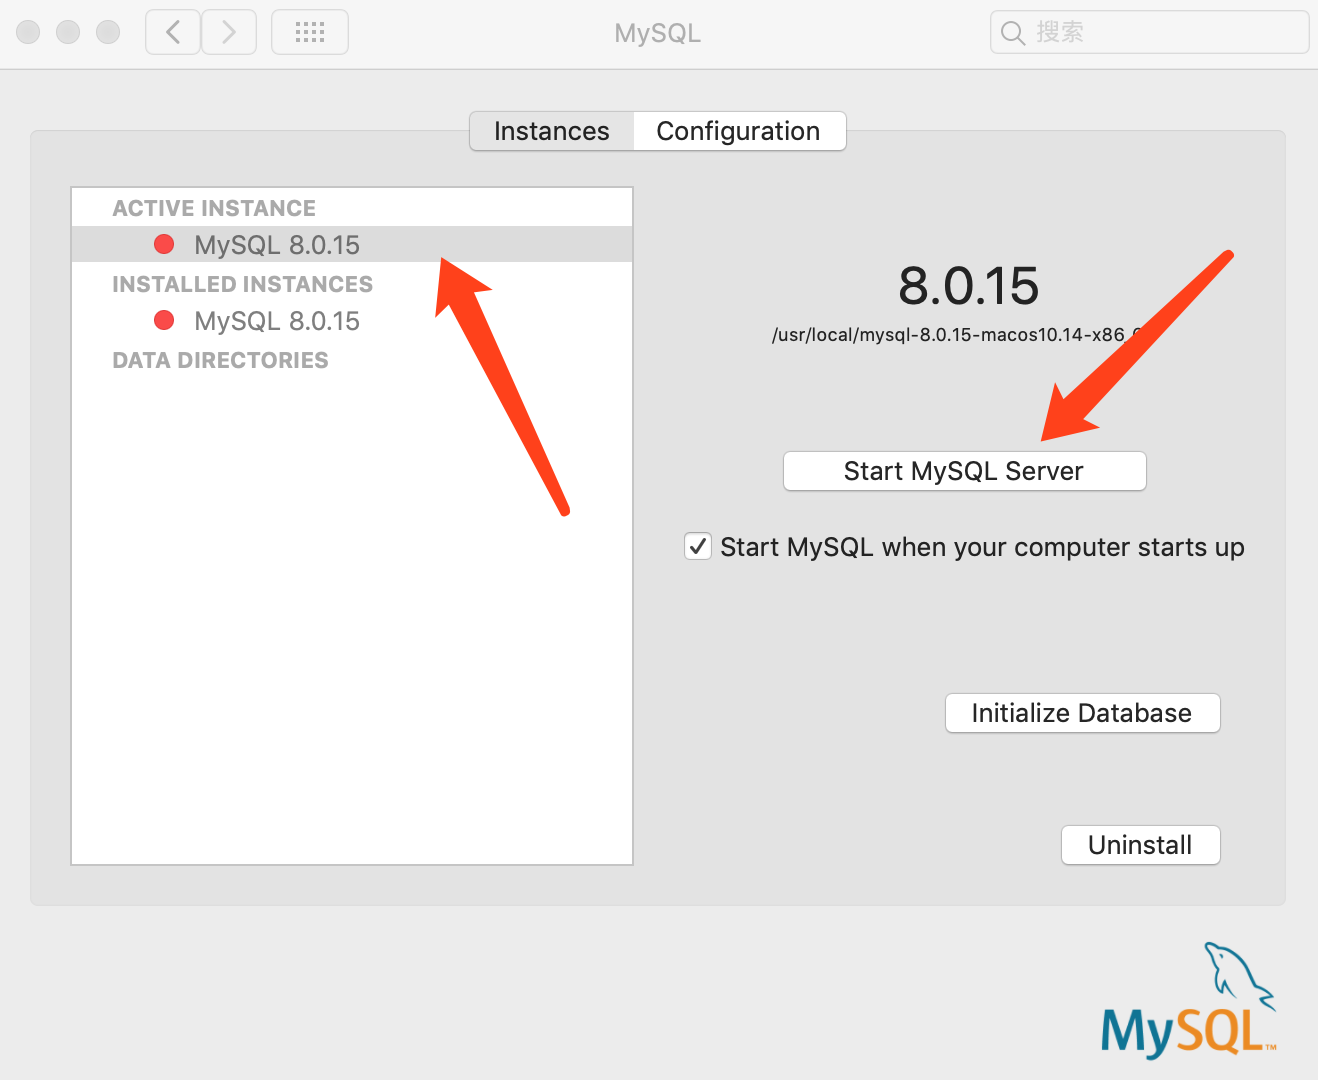 MySQL
搜索
Instances
Configuration
ACTIVE INSTANCE
MySQL 8.0.15
INSTALLED INSTANCES
MySQL 8.0.15
DATA DIRECTORIES
8.0.15
/usr/local/mysql-8.0.15-macos10.14-x86_
Start MySQL Server
Start MySQL when your computer starts up
Initialize Database
Uninstall
MySQL™